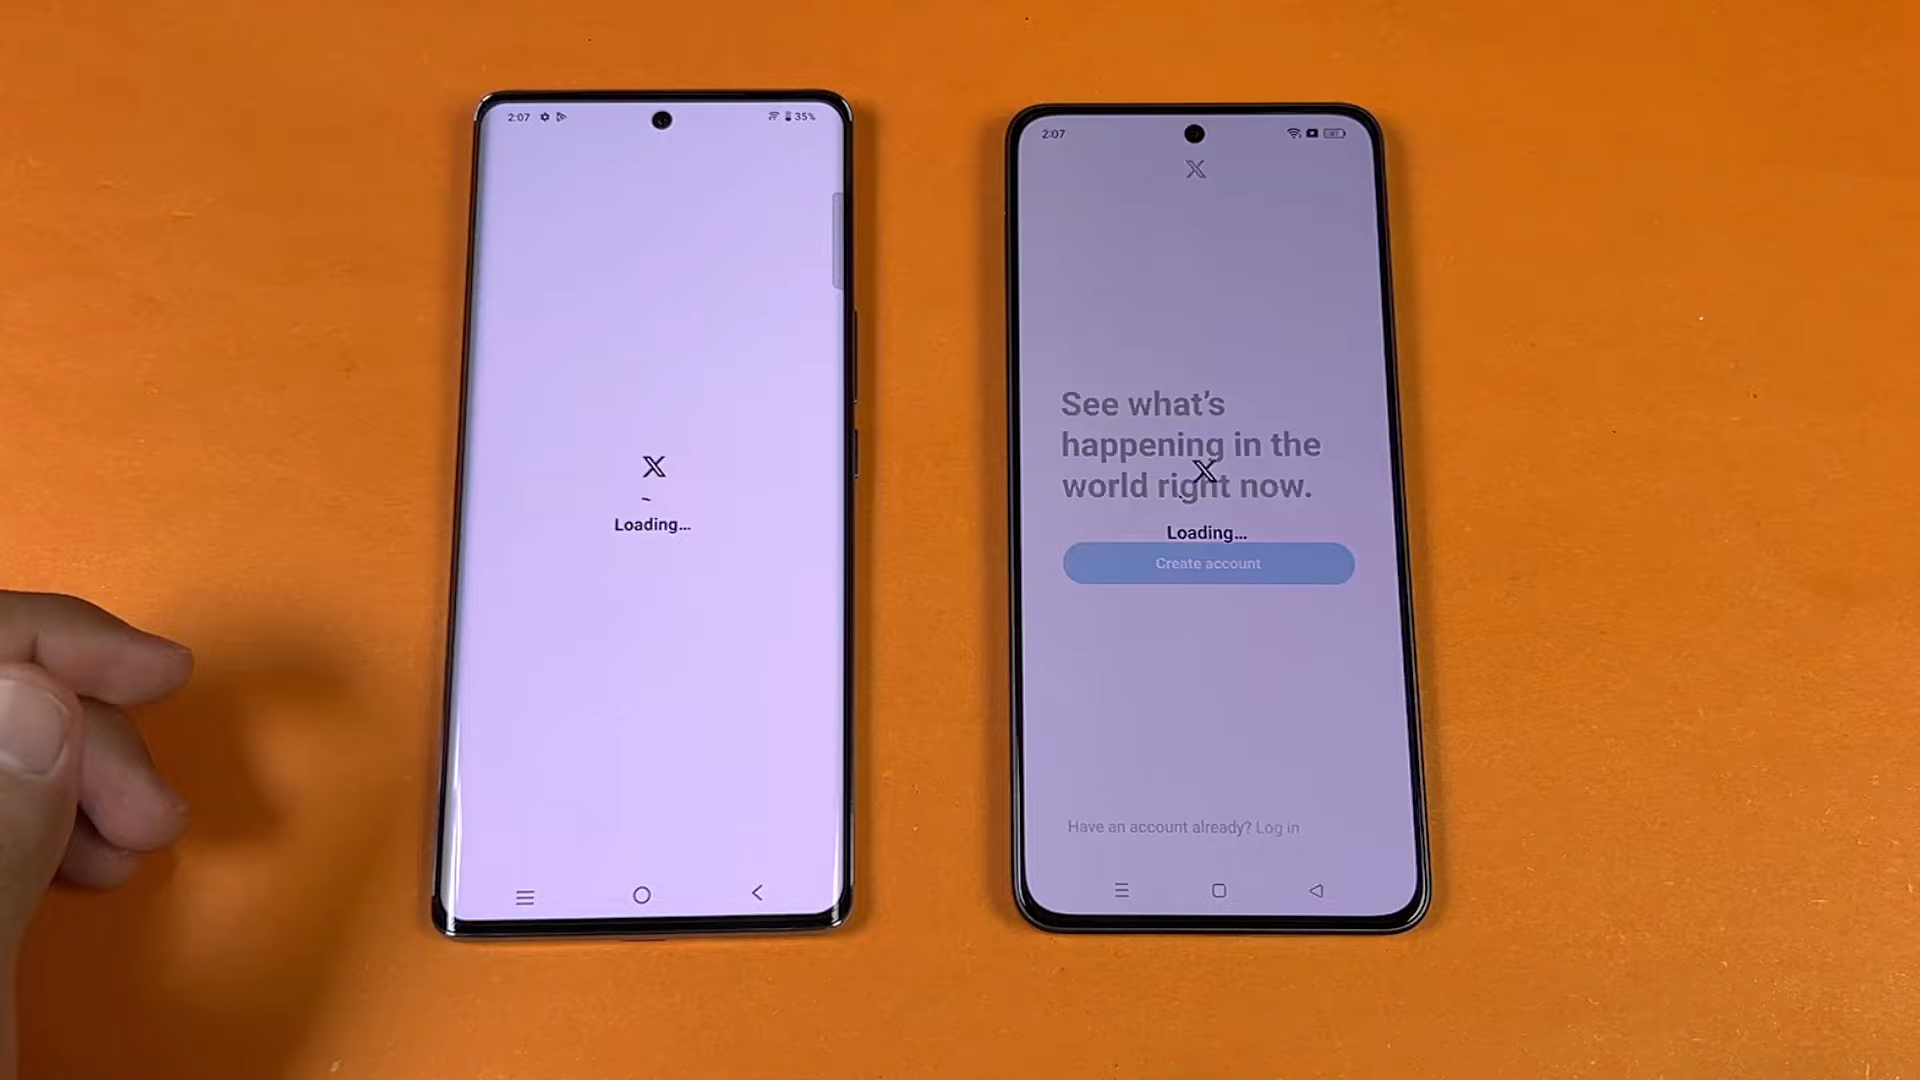 2:07
35%
X
Loading...
2:07
X
See what's
happening in the
world right now.
X
Loading...
Create account
Have an account already? Log in